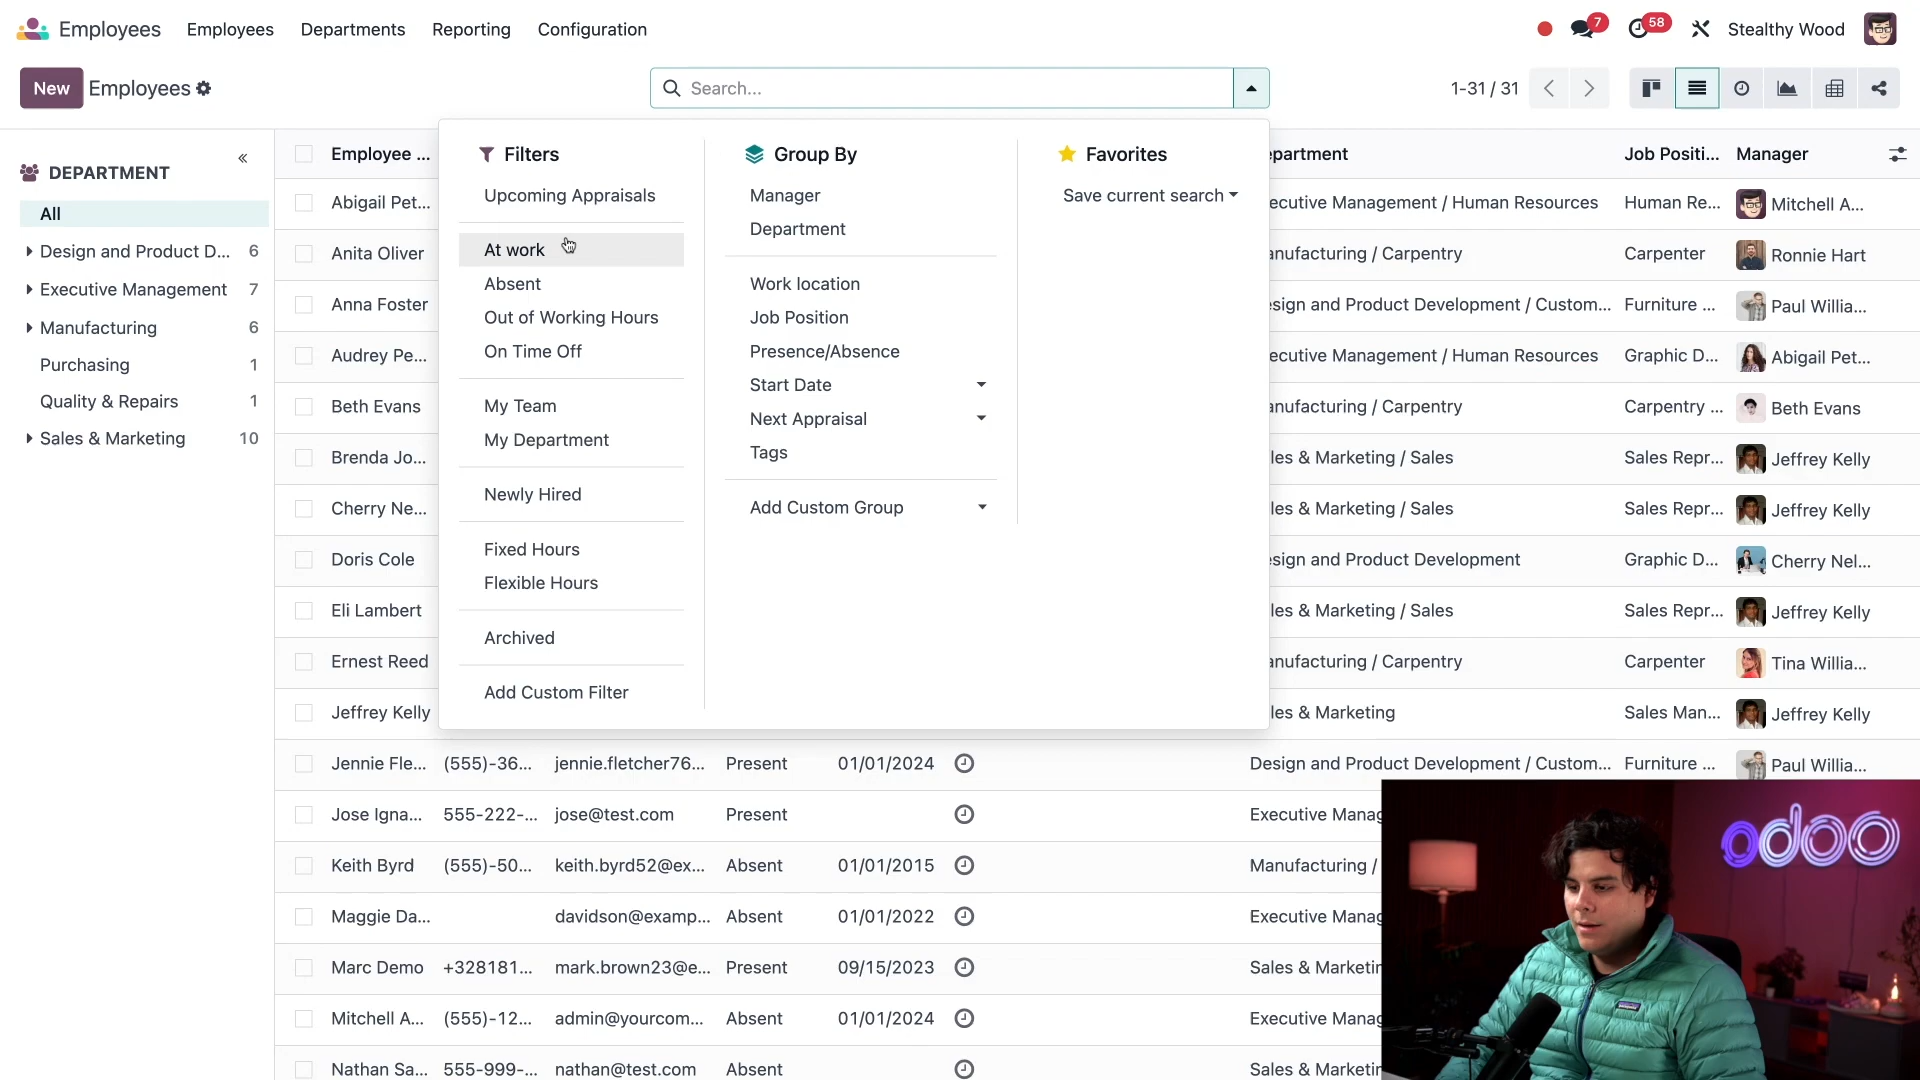 Employees Employees Departments Reporting Configuration 7 58 Stealthy Wood
New Employees Search... 1-31 / 31
DEPARTMENT
All
Design and Product D... 6
Executive Management 7
Manufacturing 6
Purchasing 1
Quality & Repairs 1
Sales & Marketing 10
Filters
Upcoming Appraisals
At work
Absent
Out of Working Hours
On Time Off
My Team
My Department
Newly Hired
Fixed Hours
Flexible Hours
Archived
Add Custom Filter
Group By
Manager
Department
Work location
Job Position
Presence/Absence
Start Date
Next Appraisal
Tags
Add Custom Group
Favorites
Save current search
Employee ... epartment Job Positi... Manager
Abigail Pet... ecutive Management / Human Resources Human Re... Mitchell A...
Anita Oliver anufacturing / Carpentry Carpenter Ronnie Hart
Anna Foster sign and Product Development / Custom... Furniture ... Paul Willia...
Audrey Pe... ecutive Management / Human Resources Graphic D... Abigail Pet...
Beth Evans anufacturing / Carpentry Carpentry ... Beth Evans
Brenda Jo... les & Marketing / Sales Sales Repr... Jeffrey Kelly
Cherry Ne... les & Marketing / Sales Sales Repr... Jeffrey Kelly
Doris Cole sign and Product Development Graphic D... Cherry Nel...
Eli Lambert les & Marketing / Sales Sales Repr... Jeffrey Kelly
Ernest Reed anufacturing / Carpentry Carpenter Tina Willia...
Jeffrey Kelly les & Marketing Sales Man... Jeffrey Kelly
Jennie Fle... (555)-36... jennie.fletcher76... Present 01/01/2024 Design and Product Development / Custom... Furniture ... Paul Willia...
Jose Igna... 555-222-... jose@test.com Present Executive Manag
Keith Byrd (555)-50... keith.byrd52@ex... Absent 01/01/2015 Manufacturing /
Maggie Da... davidson@examp... Absent 01/01/2022 Executive Manag
Marc Demo +328181... mark.brown23@e... Present 09/15/2023 Sales & Marketin
Mitchell A... (555)-12... admin@yourcom... Absent 01/01/2024 Executive Manag
Nathan Sa... 555-999-... nathan@test.com Absent Sales & Marketin
odoo